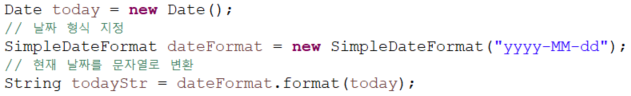 Date today = new Date();
// 날짜 형식 지정
SimpleDateFormat dateFormat = new SimpleDateFormat("yyyy-MM-dd");
// 현재 날짜를 문자열로 변환
String todayStr = dateFormat.format(today);